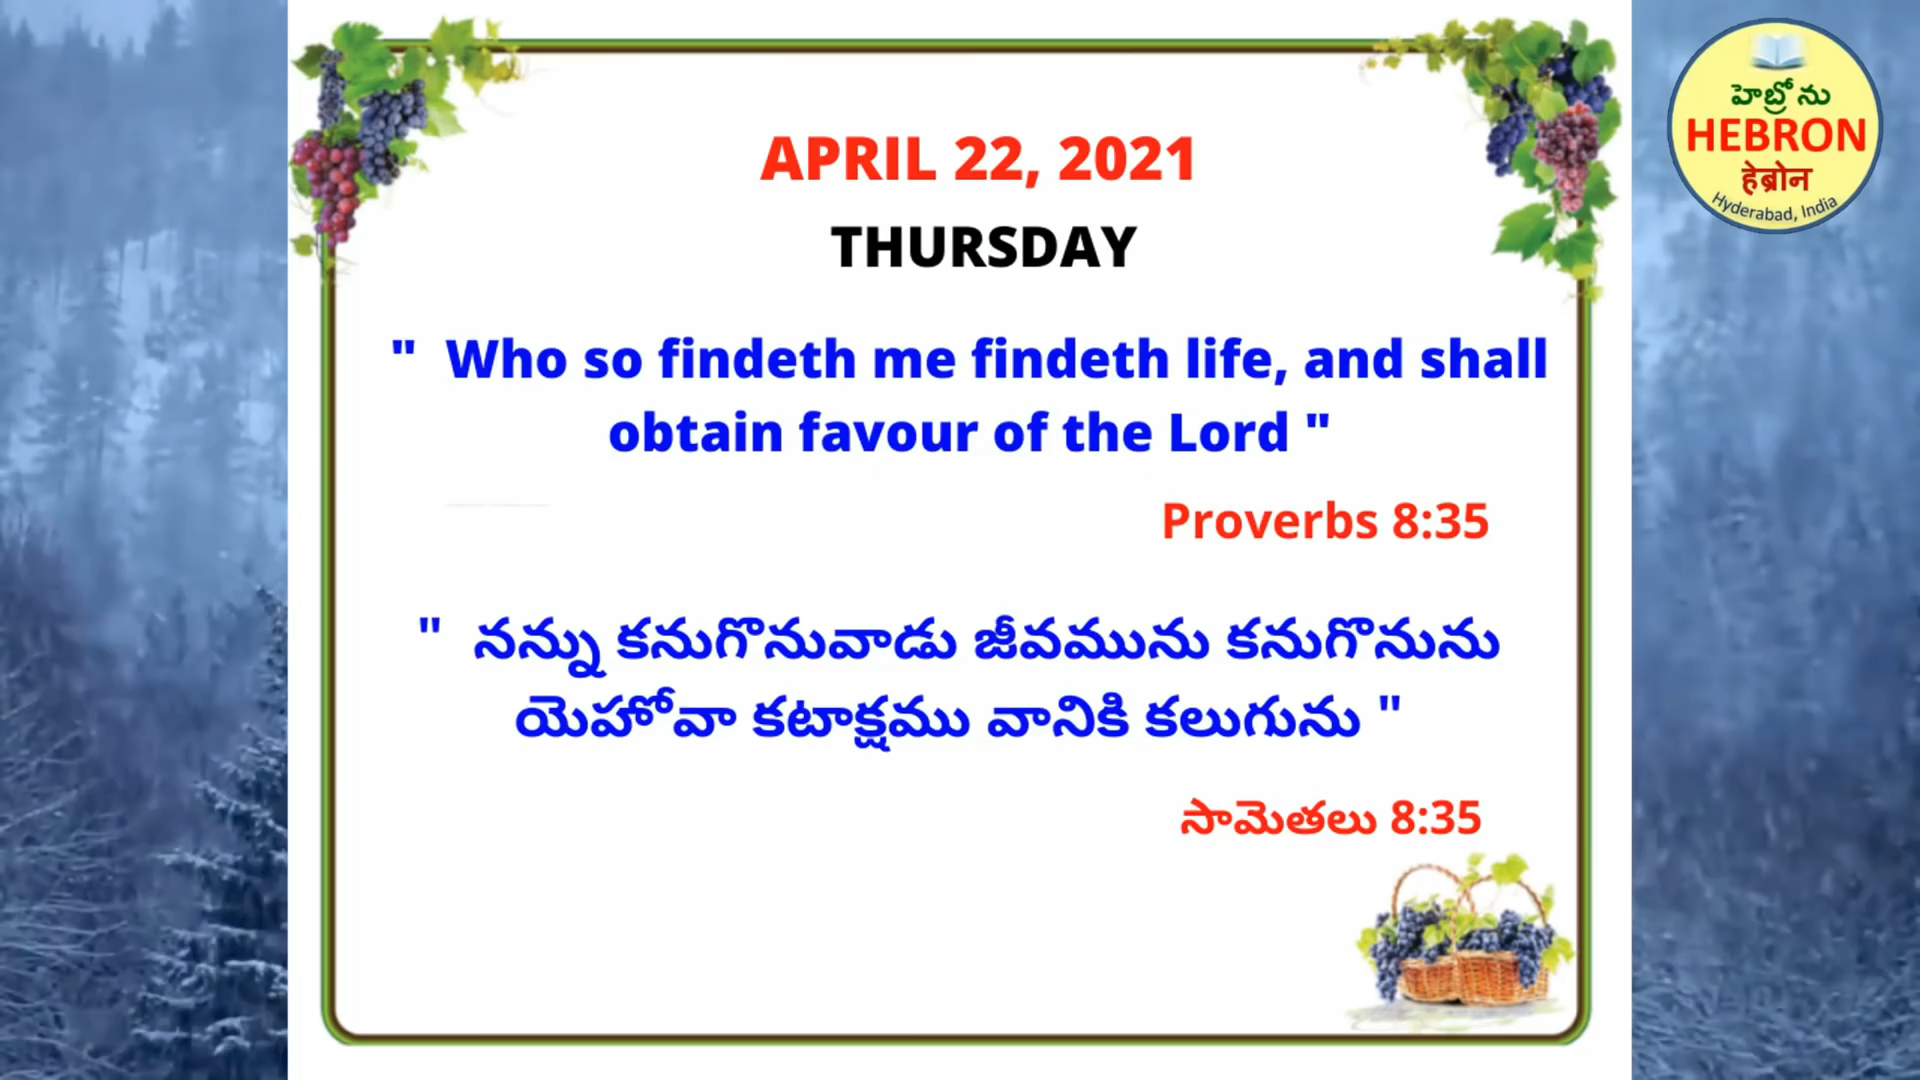 APRIL 22, 2021
THURSDAY
" Who so findeth me findeth life, and shall
obtain favour of the Lord "
Proverbs 8:35
" నన్ను కనుగొనువాడు జీవమును కనుగొనును
యెహోవా కటాక్షము వానికి కలుగును "
సామెతలు 8:35
హెబ్రోను
HEBRON
हेब्रोन
Hyderabad, India